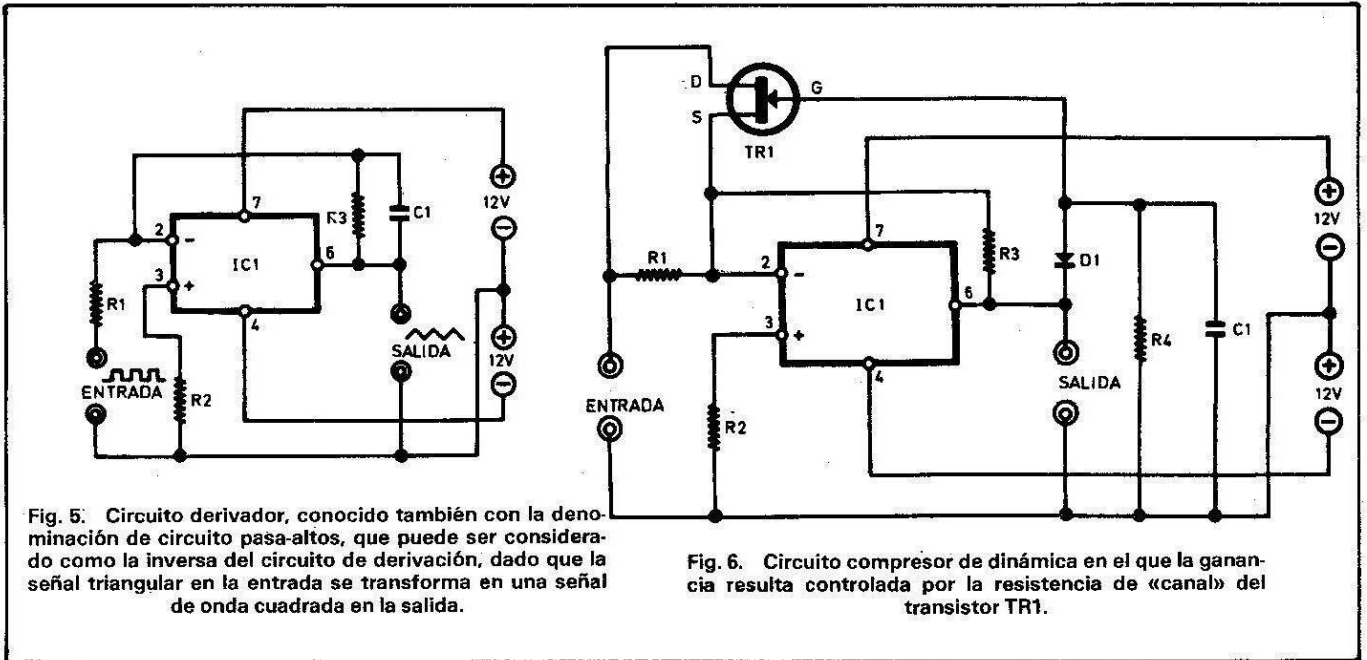 7
K3
C1
12V
2
6
3
IC1
R1
4
SALIDA
12V
ENTRADA
R2
Fig. 5. Circuito derivador, conocido también con la deno-
minación de circuito pasa-altos, que puede ser considera-
do como la inversa del circuito de derivación, dado que la
señal triangular en la entrada se transforma en una señal
de onda cuadrada en la salida.
D
G
S
TR1
7
12V
R1
2
R3
D1
IC1
6
3
R4
C1
4
SALIDA
12V
ENTRADA
R2
Fig. 6. Circuito compresor de dinámica en el que la ganan-
cia resulta controlada por la resistencia de «canal» del
transistor TR1.